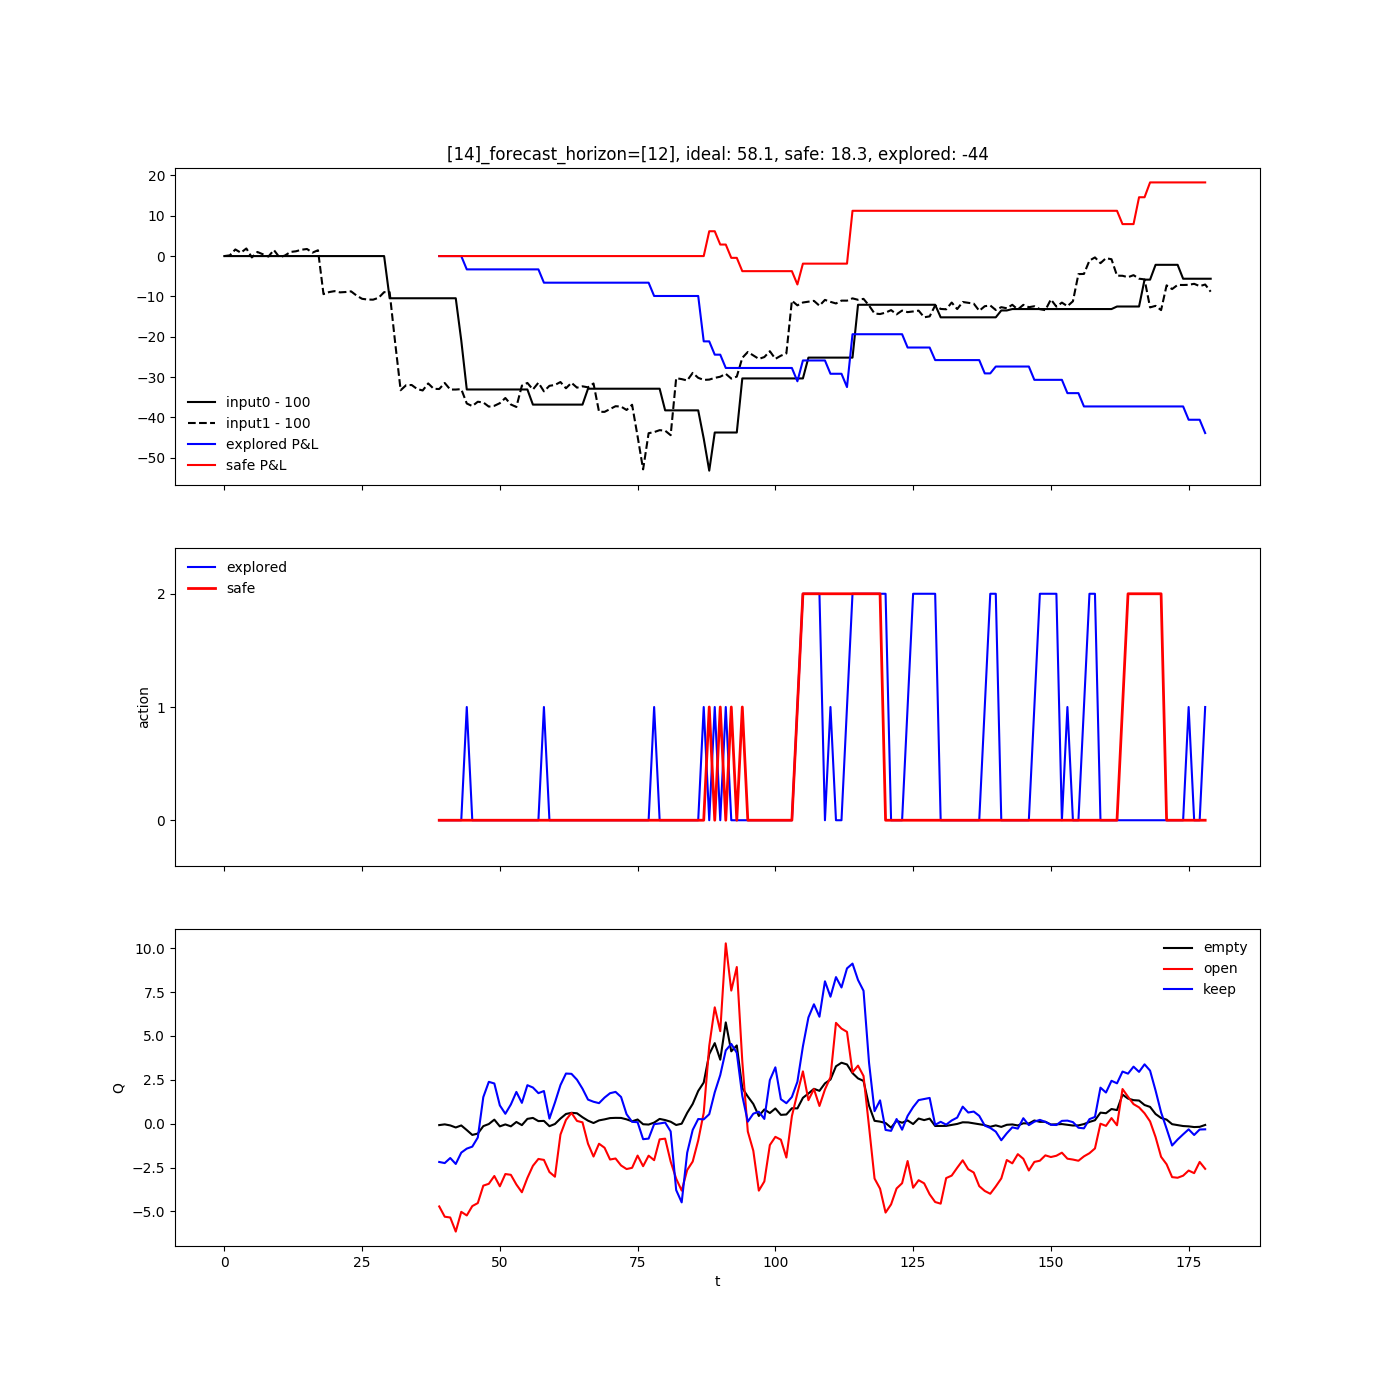 [14]_forecast_horizon=[12], ideal: 58.1, safe: 18.3, explored: -44
20
10
0
−10
−20
−30
−40
−50
input0 - 100
input1 - 100
explored P&L
safe P&L
action
2
1
0
explored
safe
Q
10.0
7.5
5.0
2.5
0.0
−2.5
−5.0
empty
open
keep
0 25 50 75 100 125 150 175
t